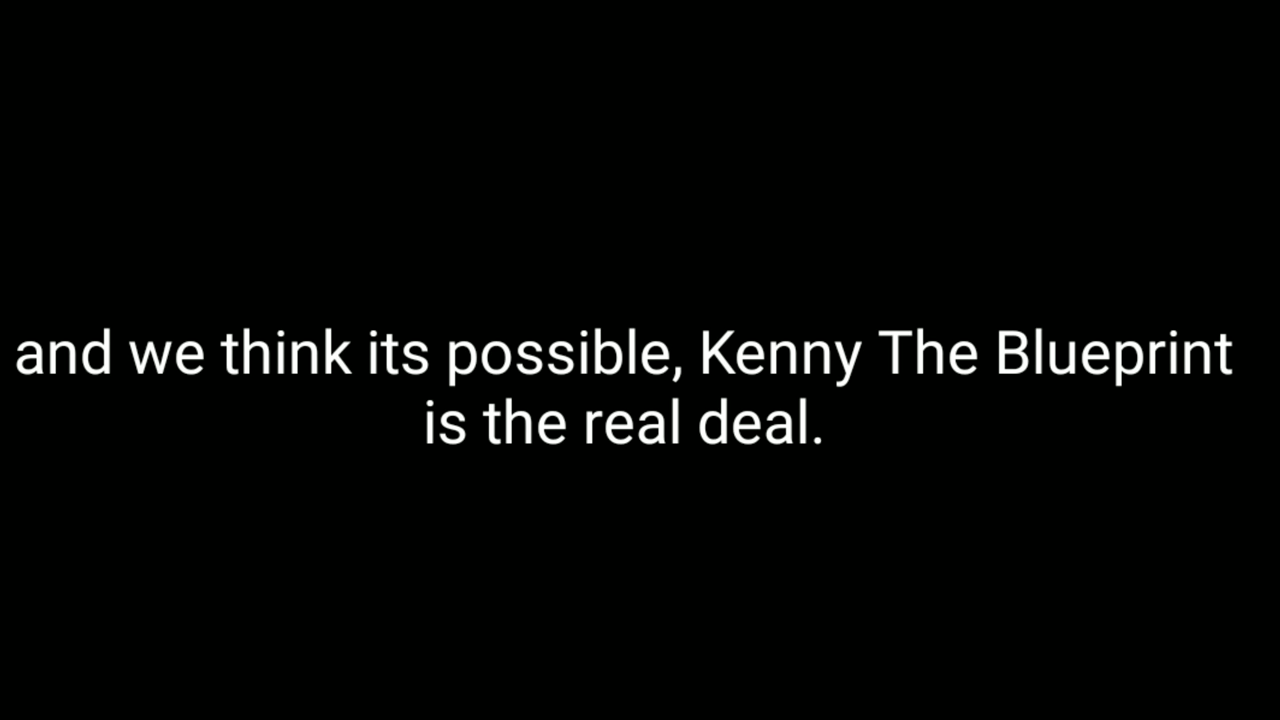 and we think its possible, Kenny The Blueprint
is the real deal.